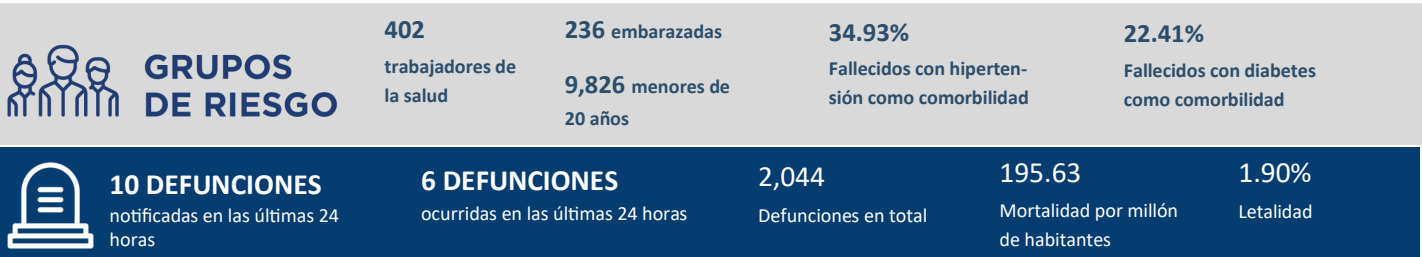 GRUPOS
DE RIESGO
402
trabajadores de
la salud
236 embarazadas
9,826 menores de
20 años
34.93%
Fallecidos con hiperten-
sión como comorbilidad
22.41%
Fallecidos con diabetes
como comorbilidad
10 DEFUNCIONES
notificadas en las últimas 24
horas
6 DEFUNCIONES
ocurridas en las últimas 24 horas
2,044
Defunciones en total
195.63
Mortalidad por millón
de habitantes
1.90%
Letalidad